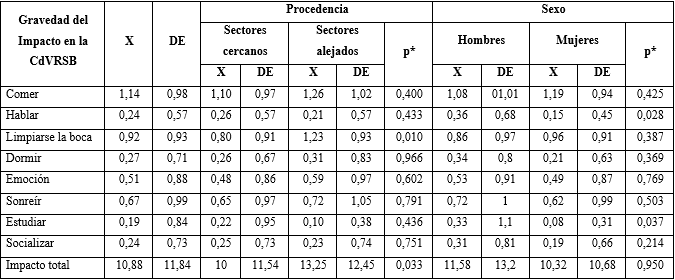 Gravedad del Impacto en la CdVRSB X DE Procedencia Sexo
Sectores cercanos Sectores alejados p* Hombres Mujeres p*
X DE X DE X DE X DE
Comer 1,14 0,98 1,10 0,97 1,26 1,02 0,400 1,08 01,01 1,19 0,94 0,425
Hablar 0,24 0,57 0,26 0,57 0,21 0,57 0,433 0,36 0,68 0,15 0,45 0,028
Limpiarse la boca 0,92 0,93 0,80 0,91 1,23 0,93 0,010 0,86 0,97 0,96 0,91 0,387
Dormir 0,27 0,71 0,26 0,67 0,31 0,83 0,966 0,34 0,8 0,21 0,63 0,369
Emoción 0,51 0,88 0,48 0,86 0,59 0,97 0,602 0,53 0,91 0,49 0,87 0,769
Sonreír 0,67 0,99 0,65 0,97 0,72 1,05 0,791 0,72 1 0,62 0,99 0,503
Estudiar 0,19 0,84 0,22 0,95 0,10 0,38 0,436 0,33 1,1 0,08 0,31 0,037
Socializar 0,24 0,73 0,25 0,73 0,23 0,74 0,751 0,31 0,81 0,19 0,66 0,214
Impacto total 10,88 11,84 10 11,54 13,25 12,45 0,033 11,58 13,2 10,32 10,68 0,950